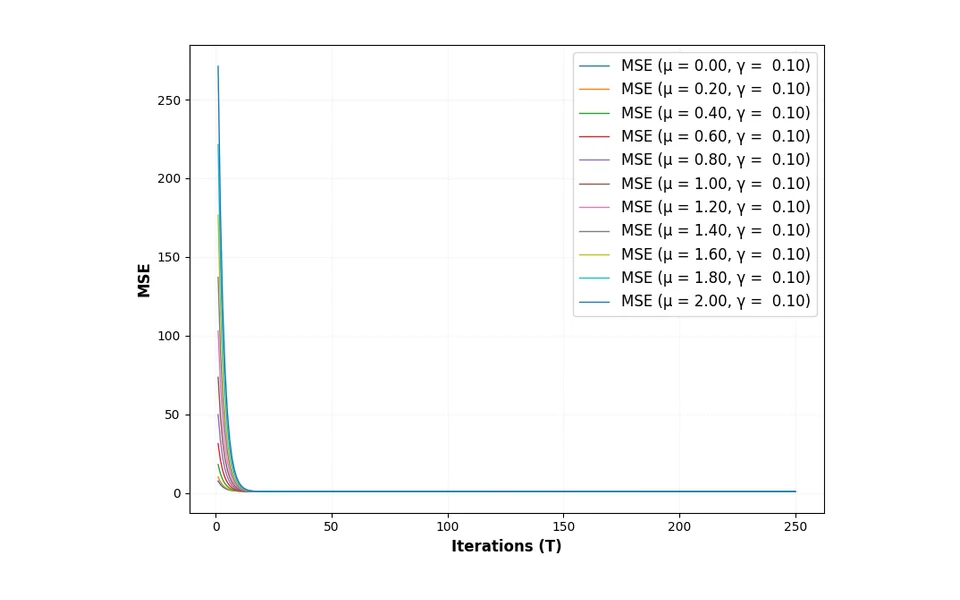 MSE (μ = 0.00, γ =  0.10)
MSE (μ = 0.20, γ =  0.10)
MSE (μ = 0.40, γ =  0.10)
MSE (μ = 0.60, γ =  0.10)
MSE (μ = 0.80, γ =  0.10)
MSE (μ = 1.00, γ =  0.10)
MSE (μ = 1.20, γ =  0.10)
MSE (μ = 1.40, γ =  0.10)
MSE (μ = 1.60, γ =  0.10)
MSE (μ = 1.80, γ =  0.10)
MSE (μ = 2.00, γ =  0.10)
250
200
150
100
50
0
MSE
0 50 100 150 200 250
Iterations (T)